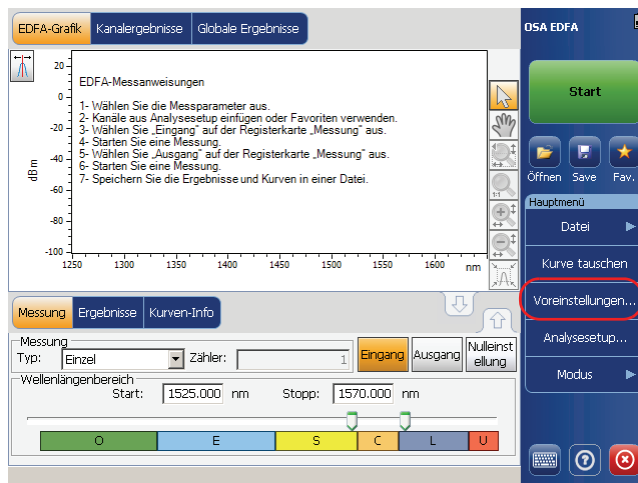 EDFA-Grafik Kanalergebnisse Globale Ergebnisse
EDFA-Messanweisungen
1- Wählen Sie die Messparameter aus.
2- Kanäle aus Analysesetup einfügen oder Favoriten verwenden.
3- Wählen Sie „Eingang" auf der Registerkarte „Messung" aus.
4- Starten Sie eine Messung.
5- Wählen Sie „Ausgang" auf der Registerkarte „Messung" aus.
6- Starten Sie eine Messung.
7- Speichern Sie die Ergebnisse und Kurven in einer Datei.
dBm
20
0
-20
-40
-60
-80
-100
1250 1300 1350 1400 1450 1500 1550 1600 nm
1:1
Messung Ergebnisse Kurven-Info
Messung
Typ: Einzel Zähler: 1 Eingang Ausgang Nulleinst
ellung
Wellenlängenbereich
Start: 1525.000 nm Stopp: 1570.000 nm
O E S C L U
OSA EDFA
Start
Öffnen Save Fav.
Hauptmenü
Datei
Kurve tauschen
Voreinstellungen...
Analysesetup...
Modus